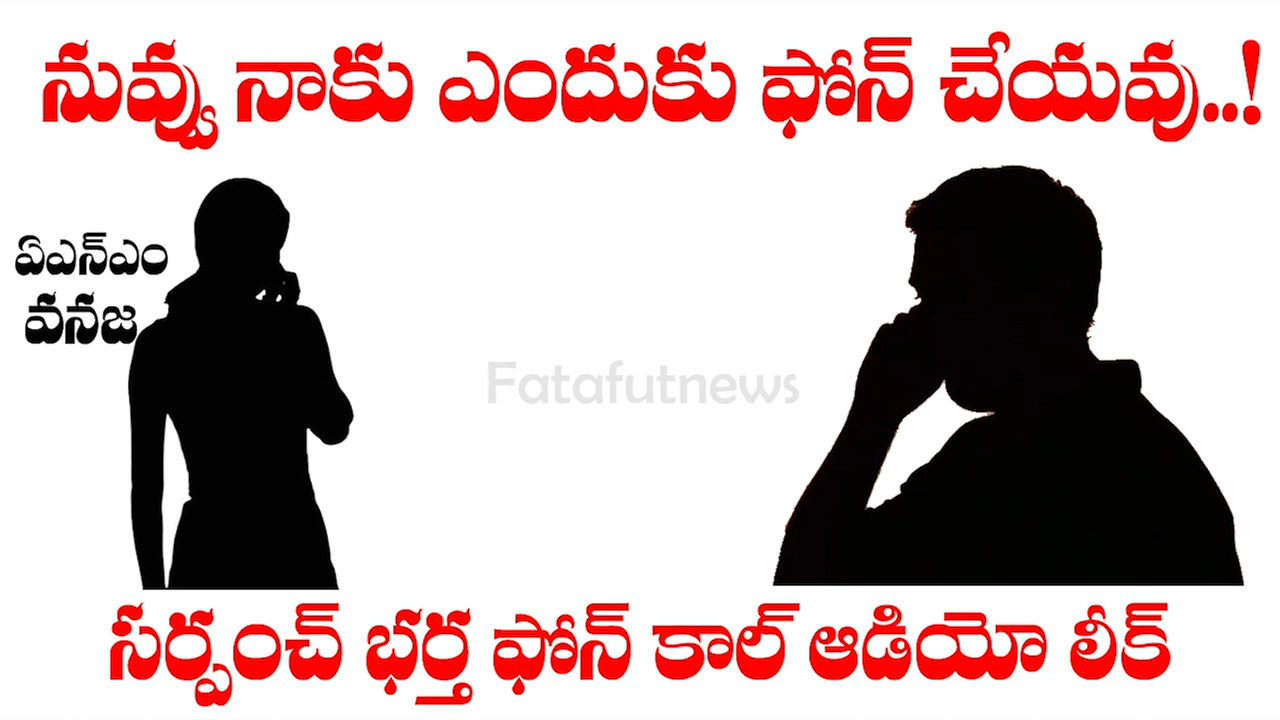 నువ్వు నాకు ఎందుకు ఫోన్ చేయవు..!
ఏఎన్ఎం
వనజ
Fatafutnews
సర్పంచ్ భర్త ఫోన్ కాల్ ఆడియో లీక్